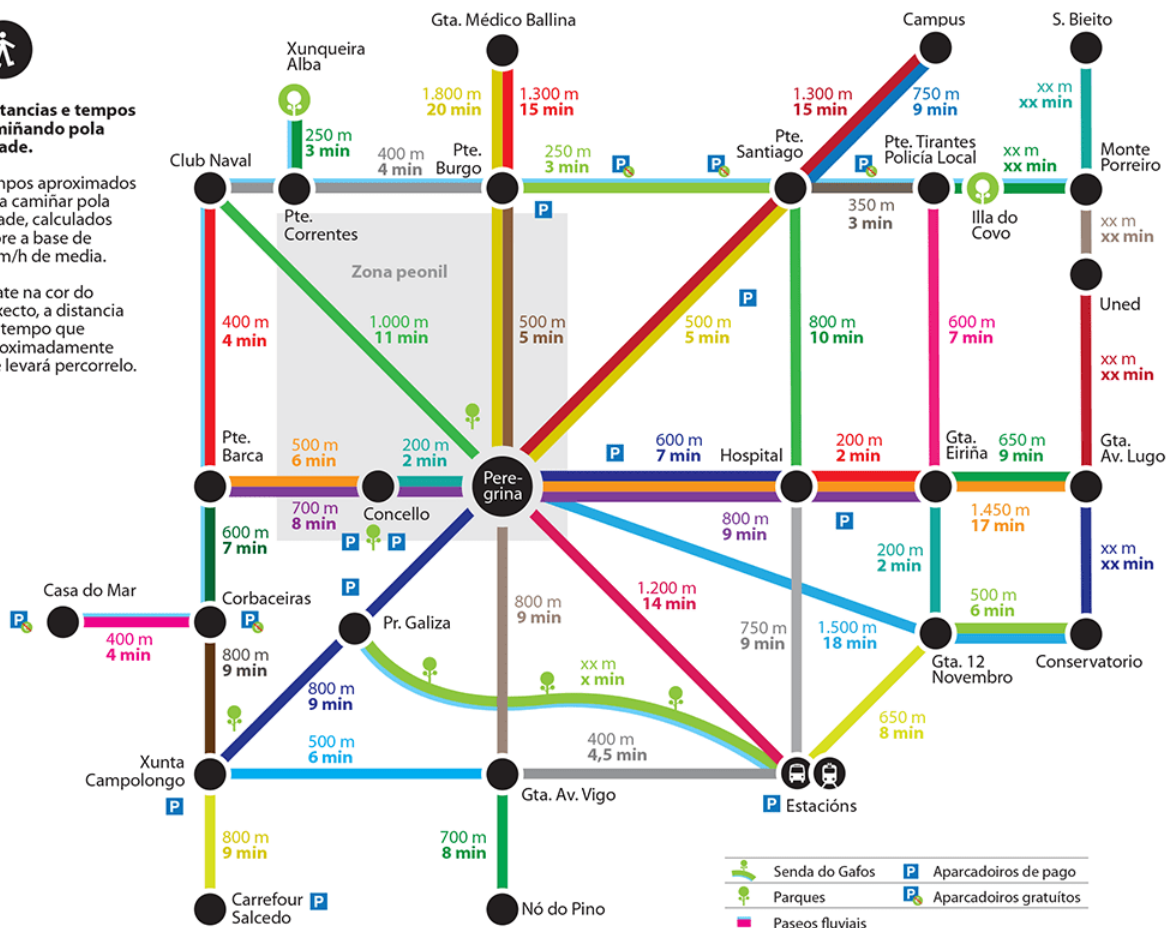 Gta. Médico Ballina
Campus
S. Bieito
Xunqueira
Alba
1.800 m
20 min
1.300 m
15 min
1.300 m
15 min
750 m
9 min
xx m
xx min
tancias e tempos
miñando pola
ade.
250 m
3 min
400 m
4 min
Pte.
Burgo
250 m
3 min
P
P
Pte.
Santiago
P
Pte. Tirantes
Policía Local
xx m
xx min
Monte
Porreiro
Club Naval
mpos aproximados
a camiñar pola
ade, calculados
re a base de
m/h de media.
Pte.
Correntes
P
350 m
3 min
Illa do
Covo
xx m
xx min
Zona peonil
ate na cor do
xecto, a distancia
tempo que
oximadamente
e levará percorrelo.
P
Uned
400 m
4 min
1.000 m
11 min
500 m
5 min
500 m
5 min
800 m
10 min
600 m
7 min
xx m
xx min
Pte.
Barca
500 m
6 min
200 m
2 min
P
600 m
7 min
Hospital
200 m
2 min
Gta.
Eiriña
650 m
9 min
Gta.
Av. Lugo
Pere-
grina
700 m
8 min
Concello
800 m
9 min
P
1.450 m
17 min
600 m
7 min
P
P
200 m
2 min
xx m
xx min
Casa do Mar
P
Corbaceiras
P
P
Pr. Galiza
800 m
9 min
1.200 m
14 min
750 m
9 min
1.500 m
18 min
500 m
6 min
400 m
4 min
800 m
9 min
xx m
x min
Gta. 12
Novembro
Conservatorio
800 m
9 min
650 m
8 min
Xunta
Campolongo
500 m
6 min
400 m
4,5 min
P
Gta. Av. Vigo
P
Estacións
800 m
9 min
700 m
8 min
Carrefour
Salcedo
P
Nó do Pino
Senda do Gafos
P
Aparcadoiros de pago
Parques
P
Aparcadoiros gratuítos
Paseos fluviais